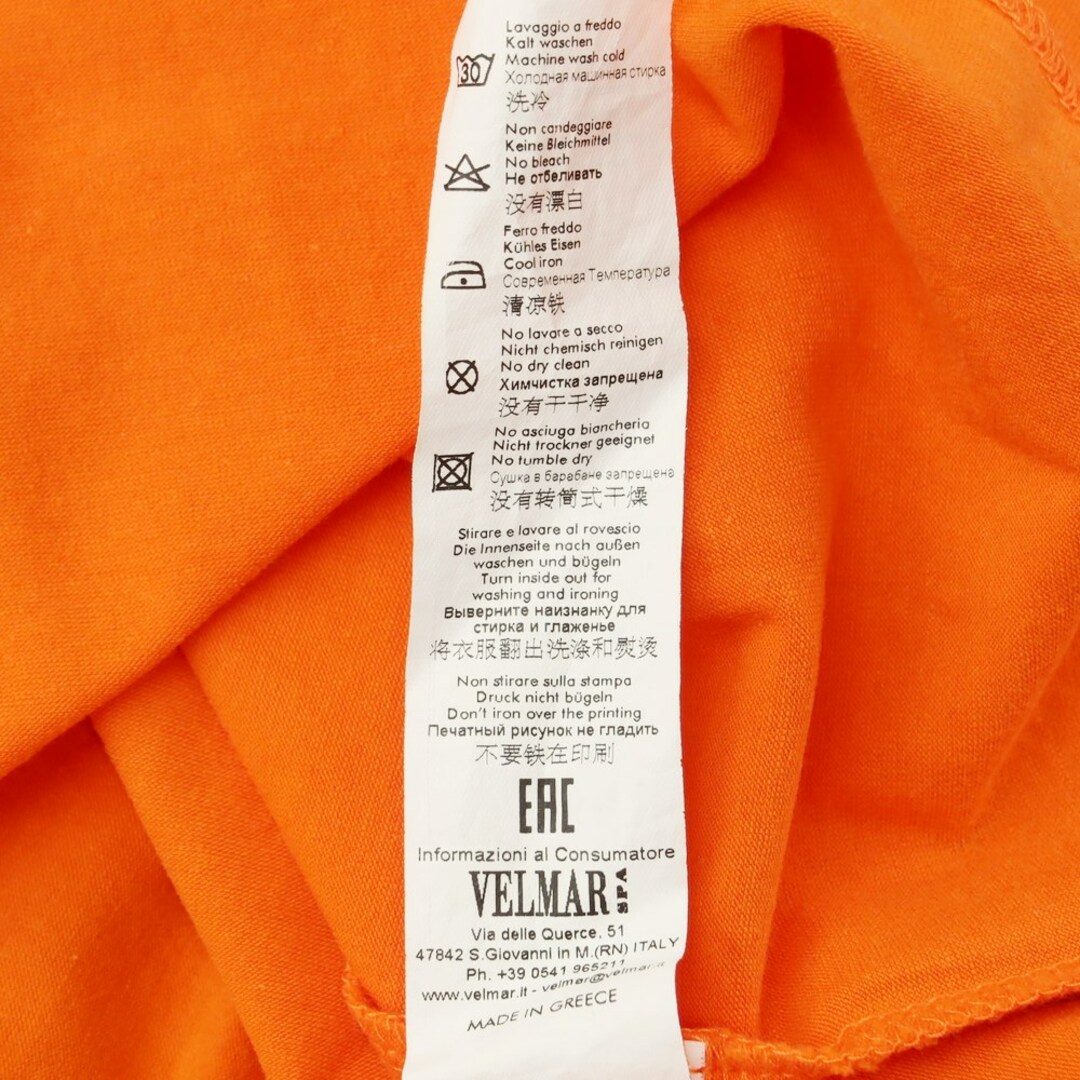 Lavaggio a freddo
Kalt waschen
Machine wash cold
Холодная машинная стирка
洗冷
30
Non candeggiare
Keine Bleichmittel
No bleach
Не отбеливать
没有漂白
Ferro freddo
Kühles Eisen
Cool iron
Современная Температура
清凉铁
No lavare a secco
Nicht chemisch reinigen
No dry clean
Химчистка запрещена
没有干干净
No asciuga biancheria
Nicht trockner geeignet
No tumble dry
Сушка в барабане запрещена
没有转筒式干燥
Stirare e lavare al rovescio
Die Innenseite nach außen
waschen und bügeln
Turn inside out for
washing and ironing
Выверните наизнанку для
стирка и глаженье
将衣服翻出洗涤和熨烫
Non stirare sulla stampa
Druck nicht bügeln
Don't iron over the printing
Печатный рисунок не гладить
不要铁在印刷
EAC
Informazioni al Consumatore
VELMAR SPA
Via delle Querce, 51
47842 S.Giovanni in M.(RN) ITALY
Ph. +39 0541 965211
www.velmar.it - velmar@velmar.it
MADE IN GREECE